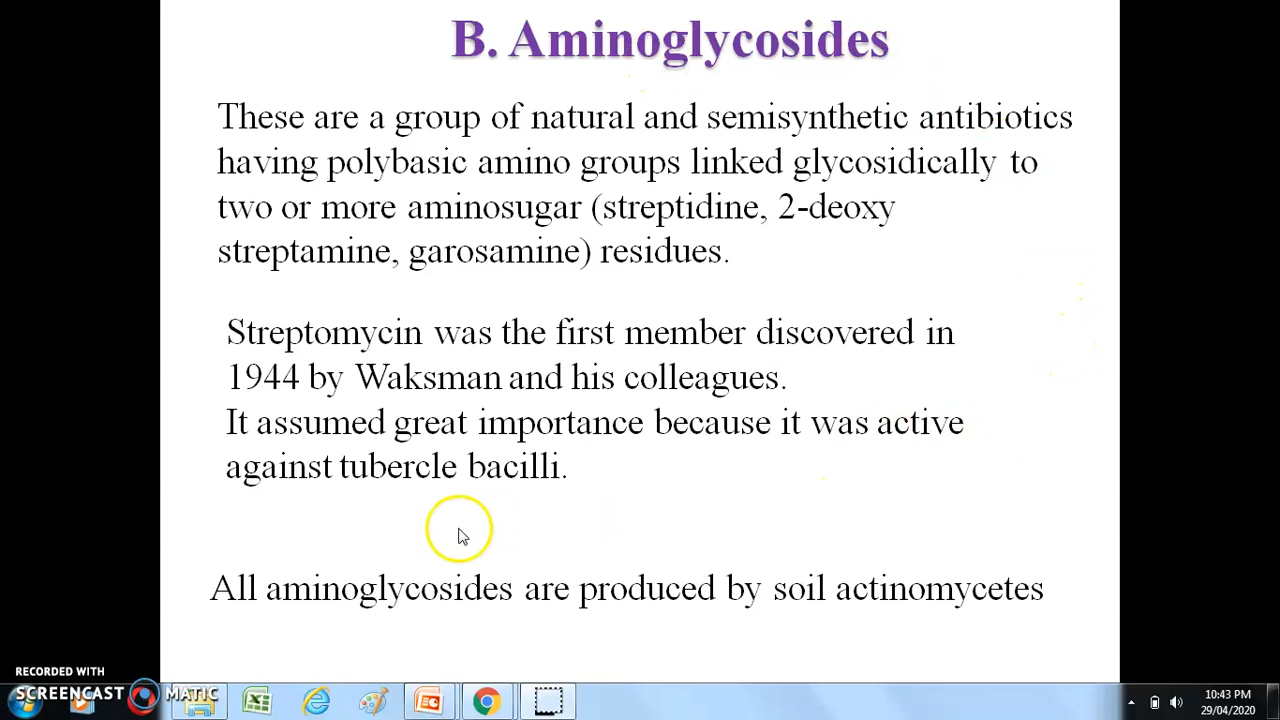 B. Aminoglycosides
These are a group of natural and semisynthetic antibiotics
having polybasic amino groups linked glycosidically to
two or more aminosugar (streptidine, 2-deoxy
streptamine, garosamine) residues.
Streptomycin was the first member discovered in
1944 by Waksman and his colleagues.
It assumed great importance because it was active
against tubercle bacilli.
All aminoglycosides are produced by soil actinomycetes
RECORDED WITH
SCREENCAST MATIC
10:43 PM
29/04/2020